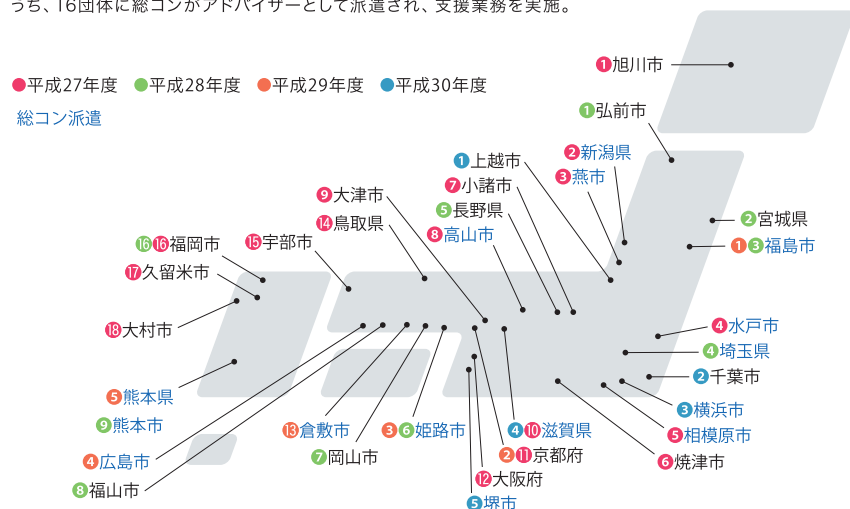 うち、16団体に総コンがアドバイザーとして派遣され、支援業務を実施。
●平成27年度 ●平成28年度 ●平成29年度 ●平成30年度
総コン派遣
❶旭川市
❶弘前市
❷新潟県
❸燕市
❶上越市
❼小諸市
❺長野県
❽高山市
❾大津市
⓮鳥取県
⓯宇部市
⓰⓰福岡市
⓱久留米市
⓲大村市
❷宮城県
❶❸福島市
❹水戸市
❹埼玉県
❷千葉市
❸横浜市
❺相模原市
❻焼津市
❺熊本県
❾熊本市
❹広島市
❽福山市
⓭倉敷市
❼岡山市
❸❻姫路市
❹❿滋賀県
❷⓫京都府
⓬大阪府
❺堺市